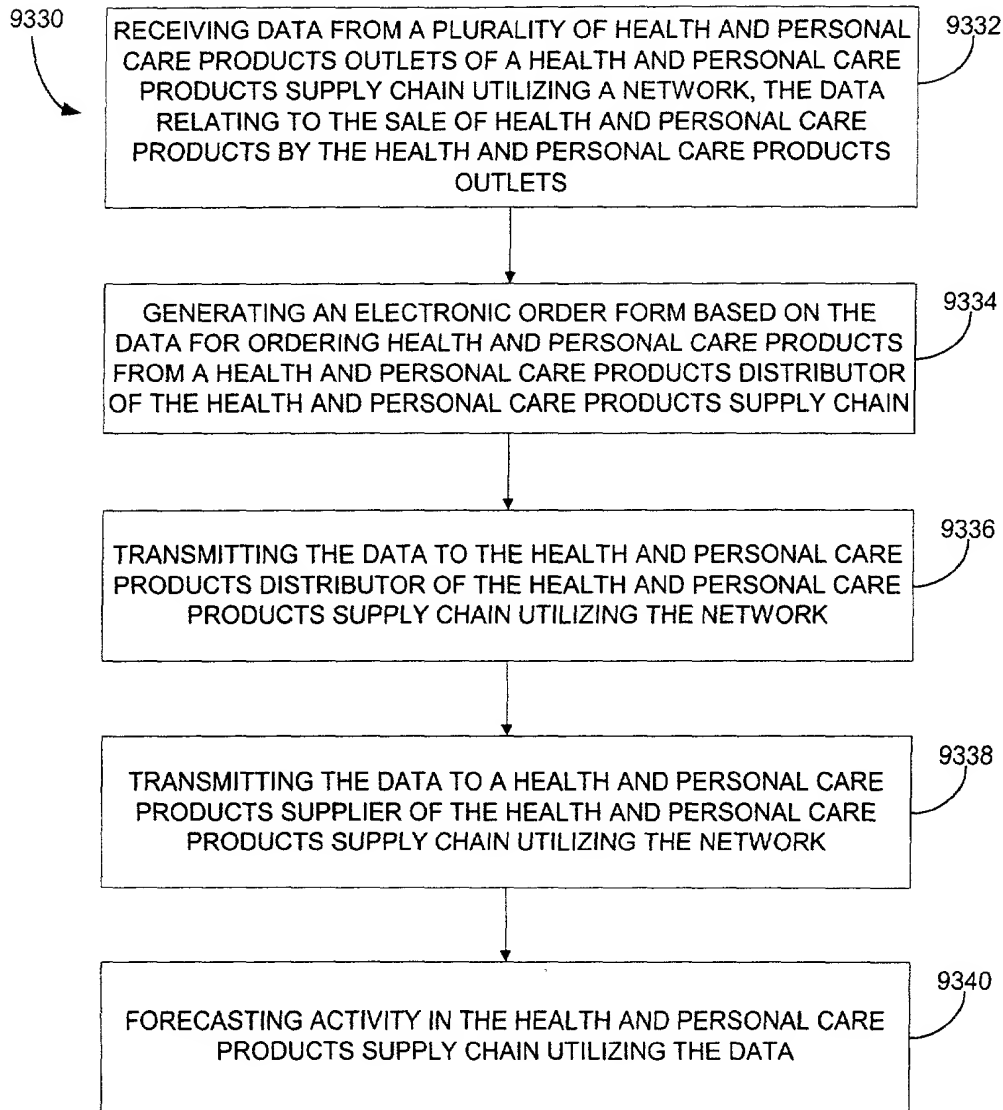 9330
RECEIVING DATA FROM A PLURALITY OF HEALTH AND PERSONAL
CARE PRODUCTS OUTLETS OF A HEALTH AND PERSONAL CARE
PRODUCTS SUPPLY CHAIN UTILIZING A NETWORK, THE DATA
RELATING TO THE SALE OF HEALTH AND PERSONAL CARE
PRODUCTS BY THE HEALTH AND PERSONAL CARE PRODUCTS
OUTLETS
9332
GENERATING AN ELECTRONIC ORDER FORM BASED ON THE
DATA FOR ORDERING HEALTH AND PERSONAL CARE PRODUCTS
FROM A HEALTH AND PERSONAL CARE PRODUCTS DISTRIBUTOR
OF THE HEALTH AND PERSONAL CARE PRODUCTS SUPPLY CHAIN
9334
TRANSMITTING THE DATA TO THE HEALTH AND PERSONAL CARE
PRODUCTS DISTRIBUTOR OF THE HEALTH AND PERSONAL CARE
PRODUCTS SUPPLY CHAIN UTILIZING THE NETWORK
9336
TRANSMITTING THE DATA TO A HEALTH AND PERSONAL CARE
PRODUCTS SUPPLIER OF THE HEALTH AND PERSONAL CARE
PRODUCTS SUPPLY CHAIN UTILIZING THE NETWORK
9338
FORECASTING ACTIVITY IN THE HEALTH AND PERSONAL CARE
PRODUCTS SUPPLY CHAIN UTILIZING THE DATA
9340